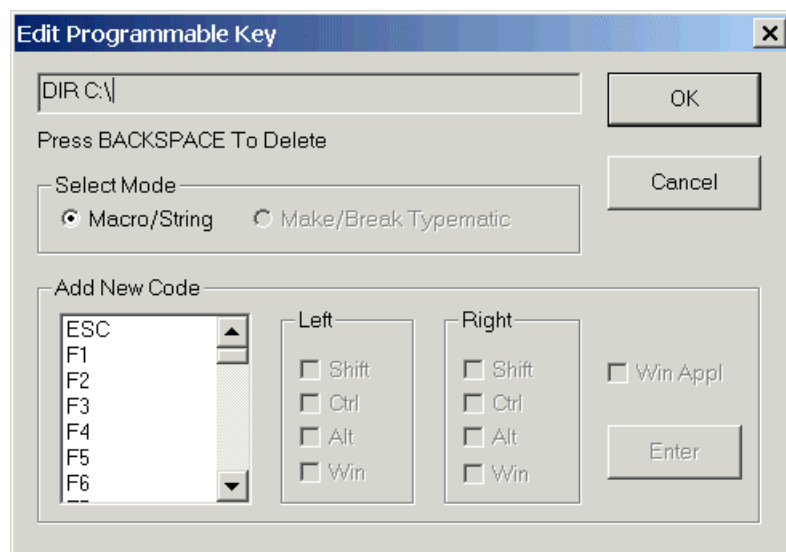 Edit Programmable Key
DIR C:\
OK
Press BACKSPACE To Delete
Cancel
Select Mode
Macro/String Make/Break Typematic
Add New Code
ESC
F1
F2
F3
F4
F5
F6
Left
Shift
Ctrl
Alt
Win
Right
Shift
Ctrl
Alt
Win
Win Appl
Enter